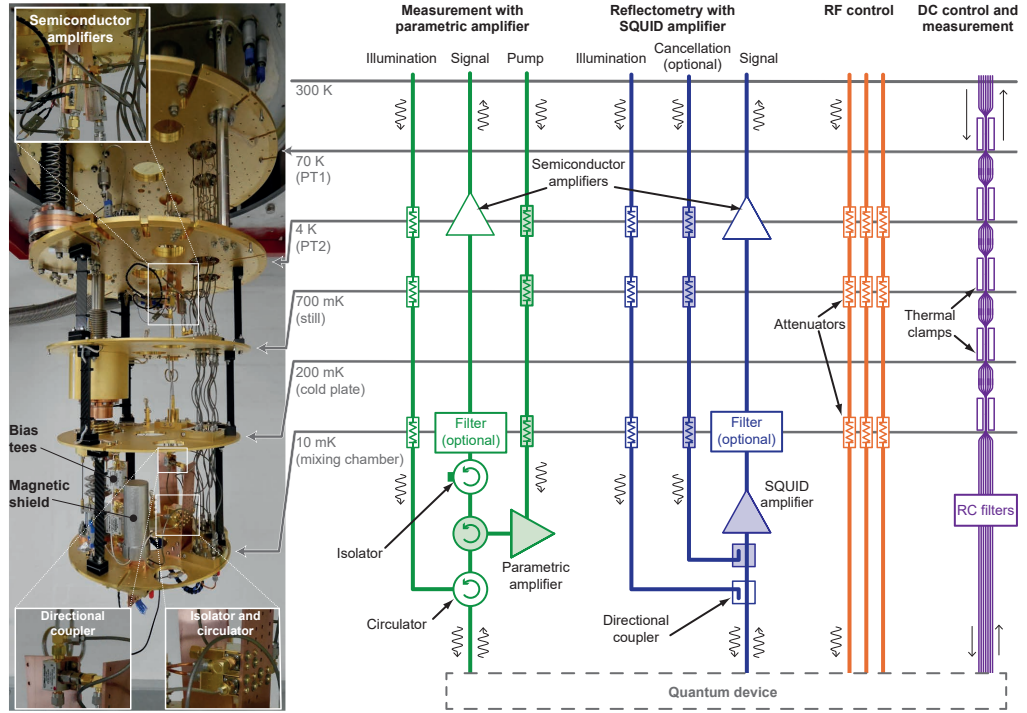 Semiconductor
amplifiers
Bias
tees
Magnetic
shield
Directional
coupler
Isolator and
circulator
Measurement with
parametric amplifier
Reflectometry with
SQUID amplifier
RF control
DC control and
measurement
Illumination
Signal
Pump
Illumination
Cancellation
(optional)
Signal
300 K
70 K
(PT1)
4 K
(PT2)
700 mK
(still)
200 mK
(cold plate)
10 mK
(mixing chamber)
Semiconductor
amplifiers
Attenuators
Thermal
clamps
Filter
(optional)
Filter
(optional)
SQUID
amplifier
RC filters
Isolator
Parametric
amplifier
Circulator
Directional
coupler
Quantum device